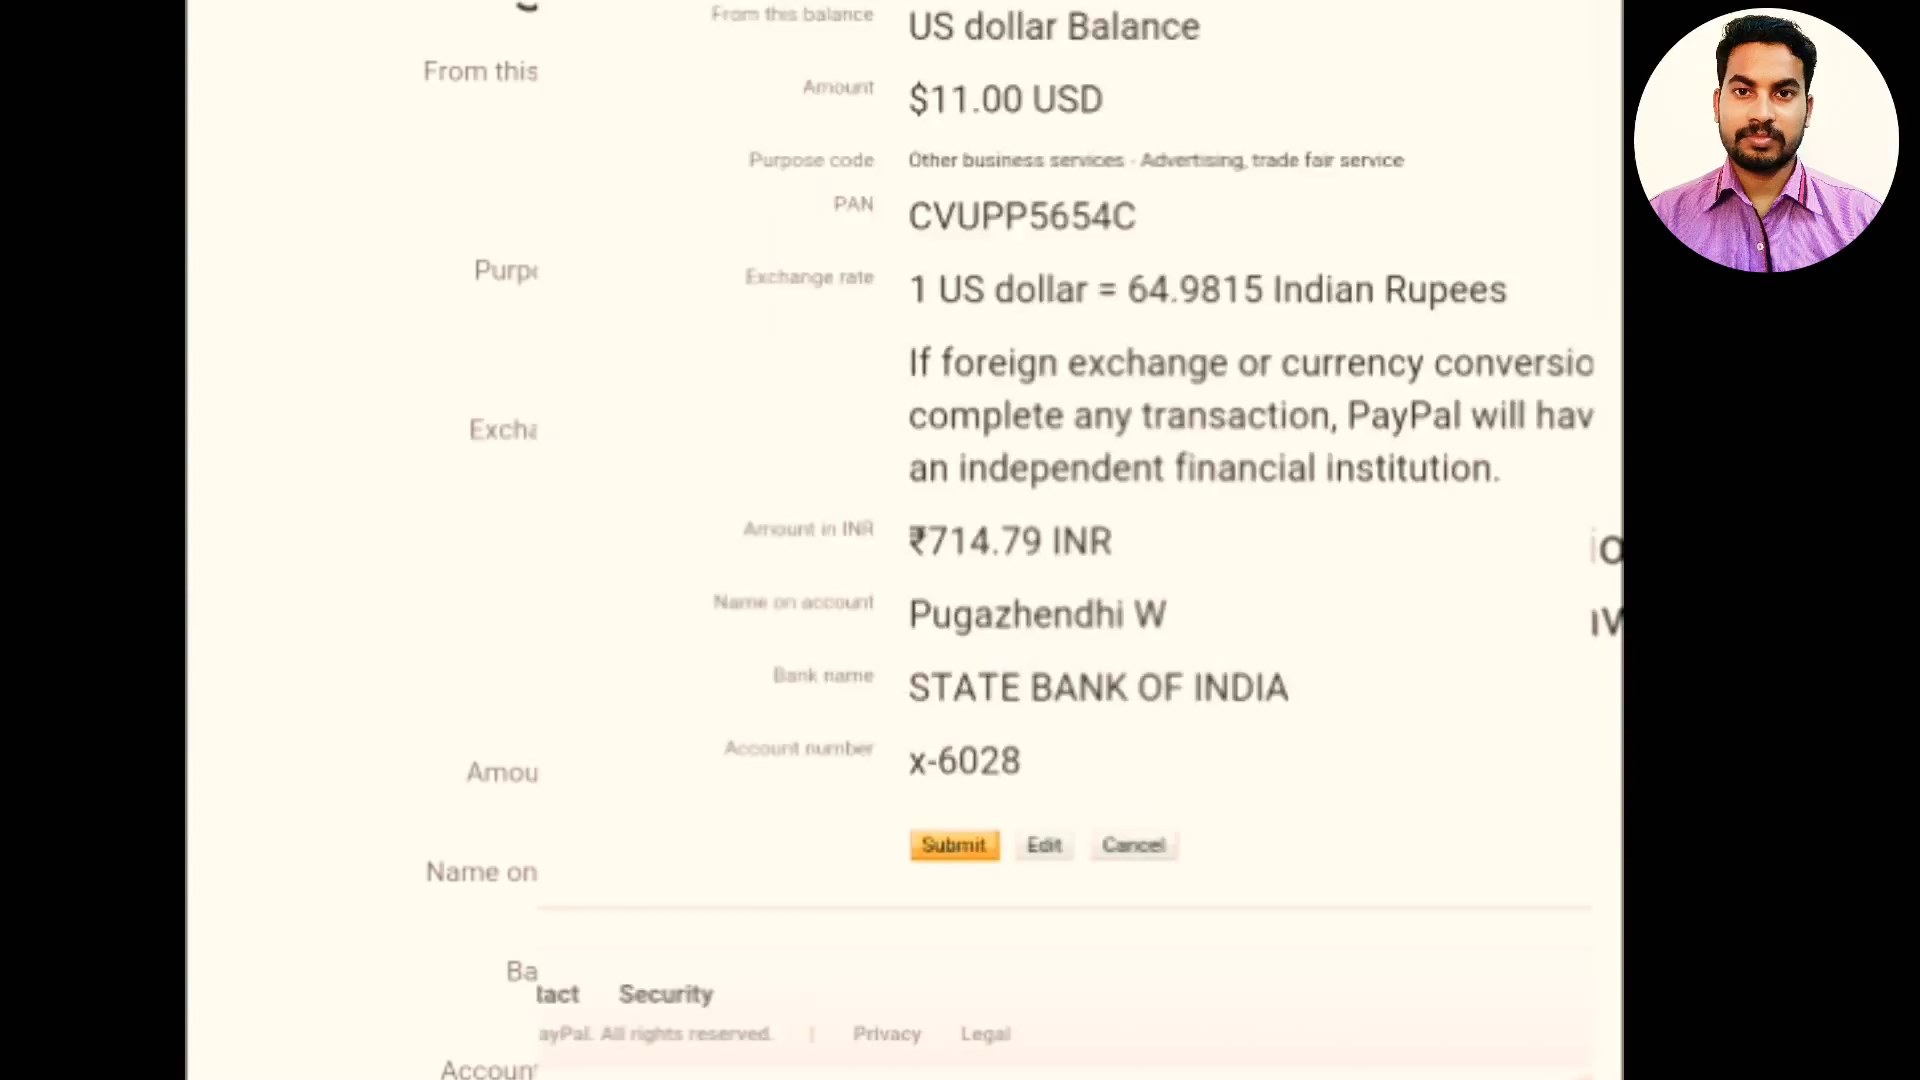 From this balance US dollar Balance
From this
Amount $11.00 USD
Purpose code Other business services - Advertising, trade fair service
PAN CVUPP5654C
Purp
Exchange rate 1 US dollar = 64.9815 Indian Rupees
If foreign exchange or currency conversio
complete any transaction, PayPal will hav
Excha
an independent financial institution.
Amount in INR ₹714.79 INR
Name on account Pugazhendhi W
Bank name STATE BANK OF INDIA
Account number x-6028
Amou
Submit Edit Cancel
Name on
Ba
tact Security
ayPal. All rights reserved. | Privacy Legal
Accoun